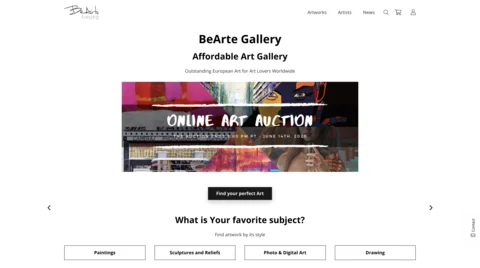 BeArte
Artworks Artists News
BeArte Gallery
Affordable Art Gallery
Outstanding European Art for Art Lovers Worldwide
ONLINE ART AUCTION
PM PT - JUNE 14TH, 2020
Find your perfect Art
What is Your favorite subject?
Find artwork by its style
Paintings
Sculptures and Reliefs
Photo & Digital Art
Drawing
Contact